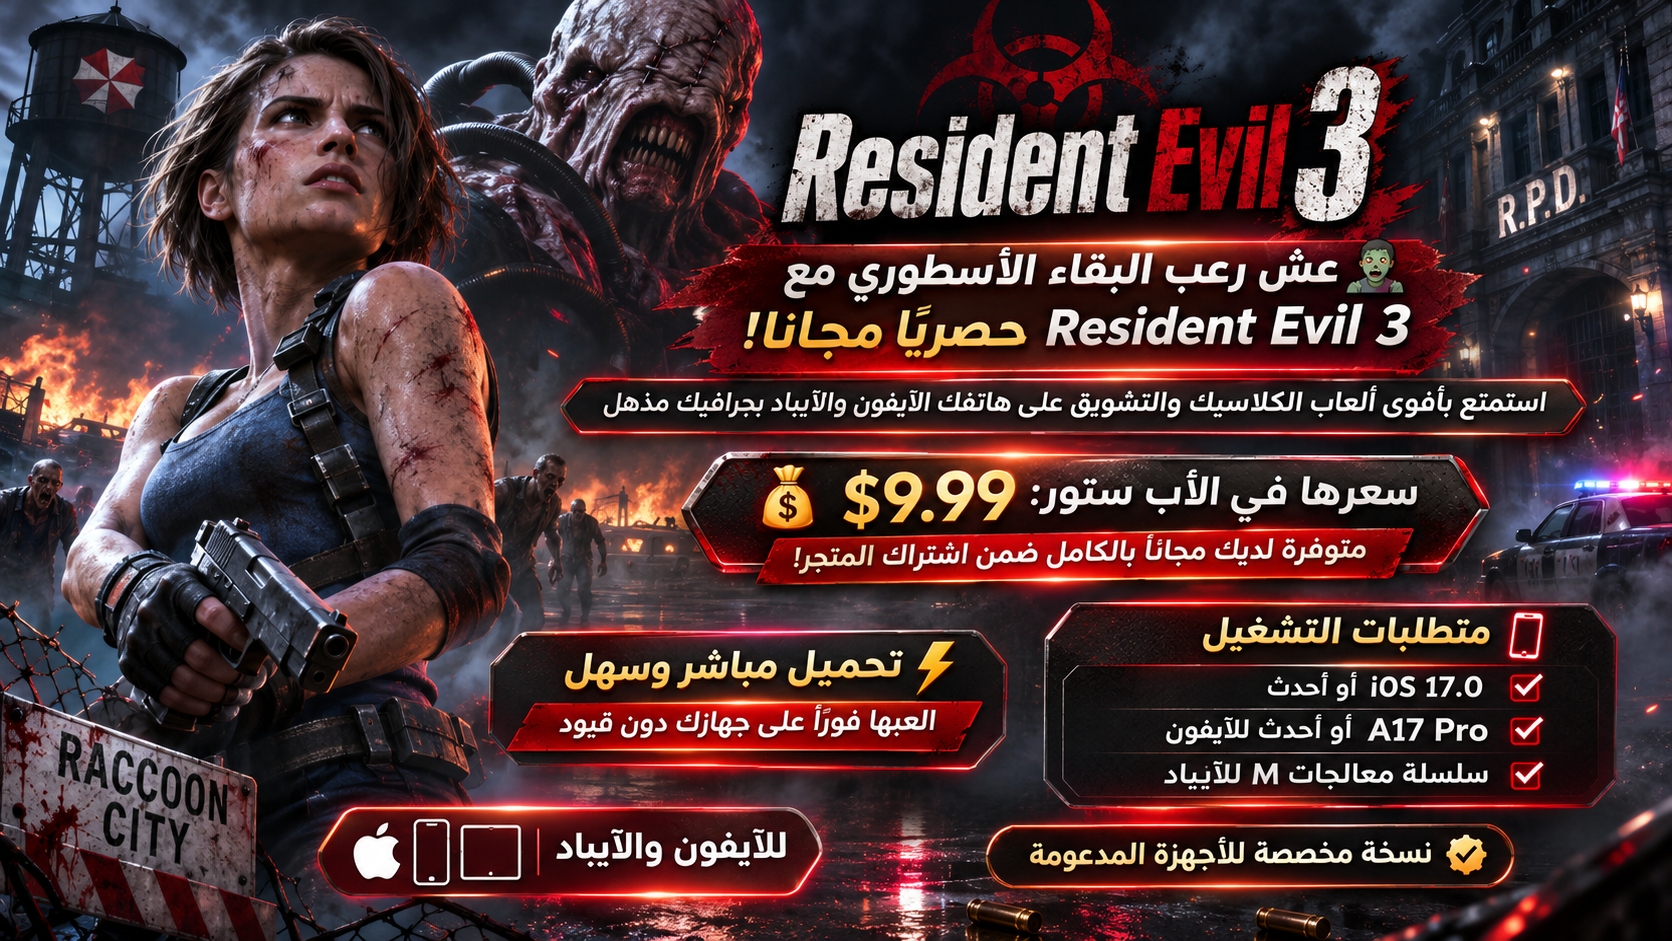 Resident Evil 3
R.P.D.
عش رعب البقاء الأسطوري مع
Resident Evil 3 حصريًا مجانا!
استمتع بأقوى ألعاب الكلاسيك والتشويق على هاتفك الآيفون والآيباد بجرافيك مذهل
سعرها في الأب ستور: $9.99
متوفرة لديك مجانًا بالكامل ضمن اشتراك المتجر!
متطلبات التشغيل
iOS 17.0 أو أحدث
A17 Pro أو أحدث للآيفون
سلسلة معالجات M للآيباد
تحميل مباشر وسهل
العبها فورًا على جهازك دون قيود
RACCOON
CITY
للآيفون والآيباد
نسخة مخصصة للأجهزة المدعومة